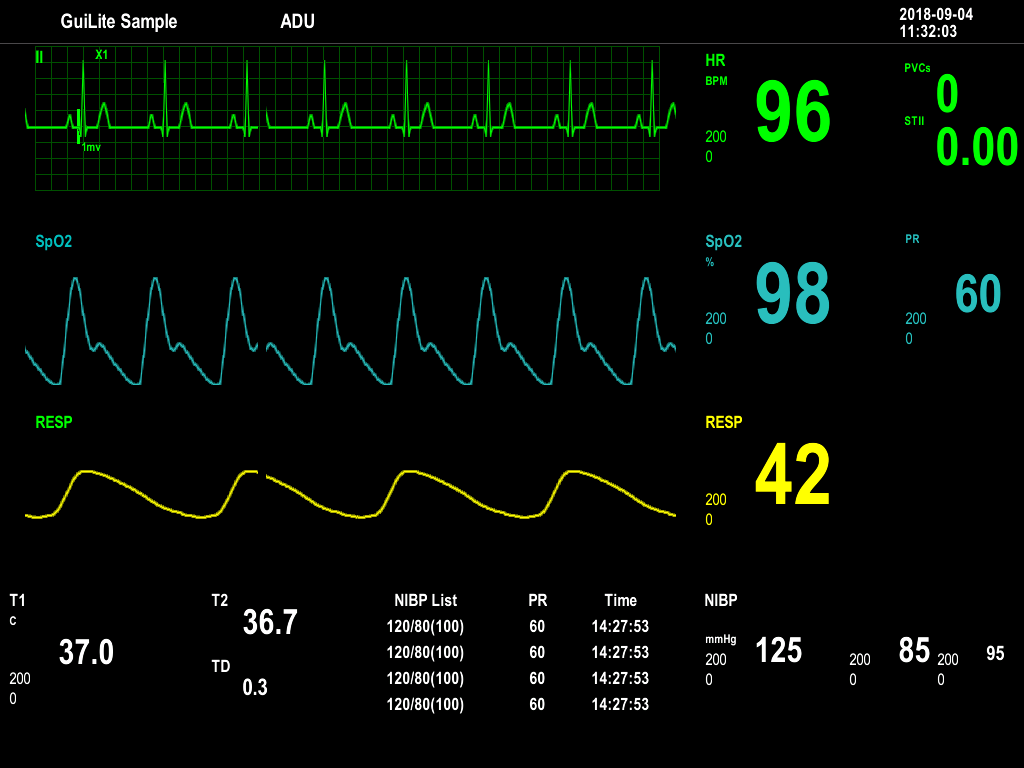 GuiLite Sample
ADU
2018-09-04
11:32:03
II
X1
1mv
HR
BPM
200
0
96
PVCs
0
STII
0.00
SpO2
SpO2
%
200
0
98
PR
200
0
60
RESP
RESP
200
0
42
T1
C
200
0
37.0
T2
36.7
TD
0.3
NIBP List PR Time
120/80(100) 60 14:27:53
120/80(100) 60 14:27:53
120/80(100) 60 14:27:53
120/80(100) 60 14:27:53
NIBP
mmHg
200
0
125
200
0
85
200
0
95